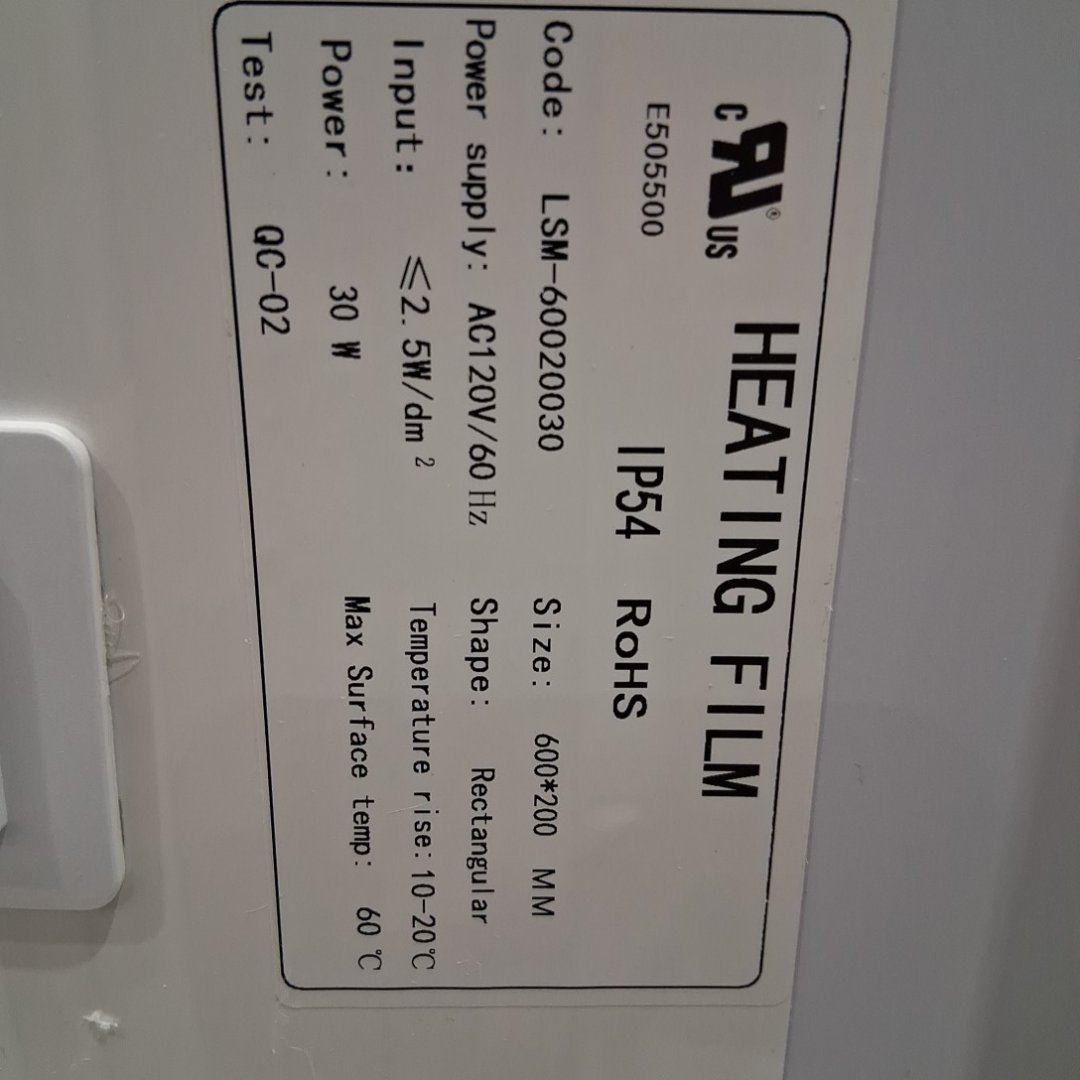 HEATING FILM
c RU ® US
E505500 IP54 RoHS
Code: LSM-60020030 Size: 600*200 MM
Power supply: AC120V/60Hz Shape: Rectangular
Input: ≤2.5W/dm² Temperature rise: 10-20℃
Power: 30 W Max Surface temp: 60℃
Test: QC-02